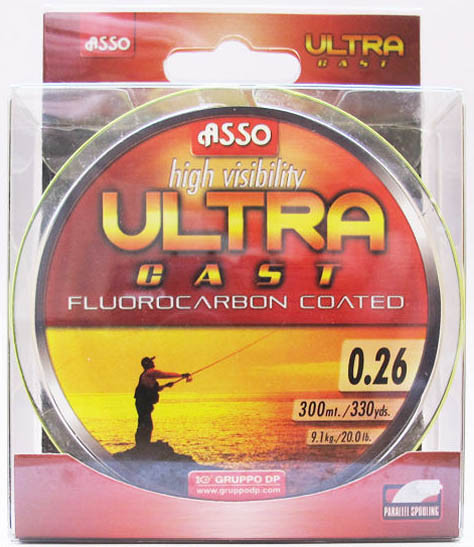 ASSO
ULTRA
CAST
ASSO
high visibility
ULTRA
CAST
FLUOROCARBON COATED
0.26
300mt./330yds.
9.1kg./20.0lb.
GRUPPO DP
www.gruppodp.com
PARALLEL SPOOLING